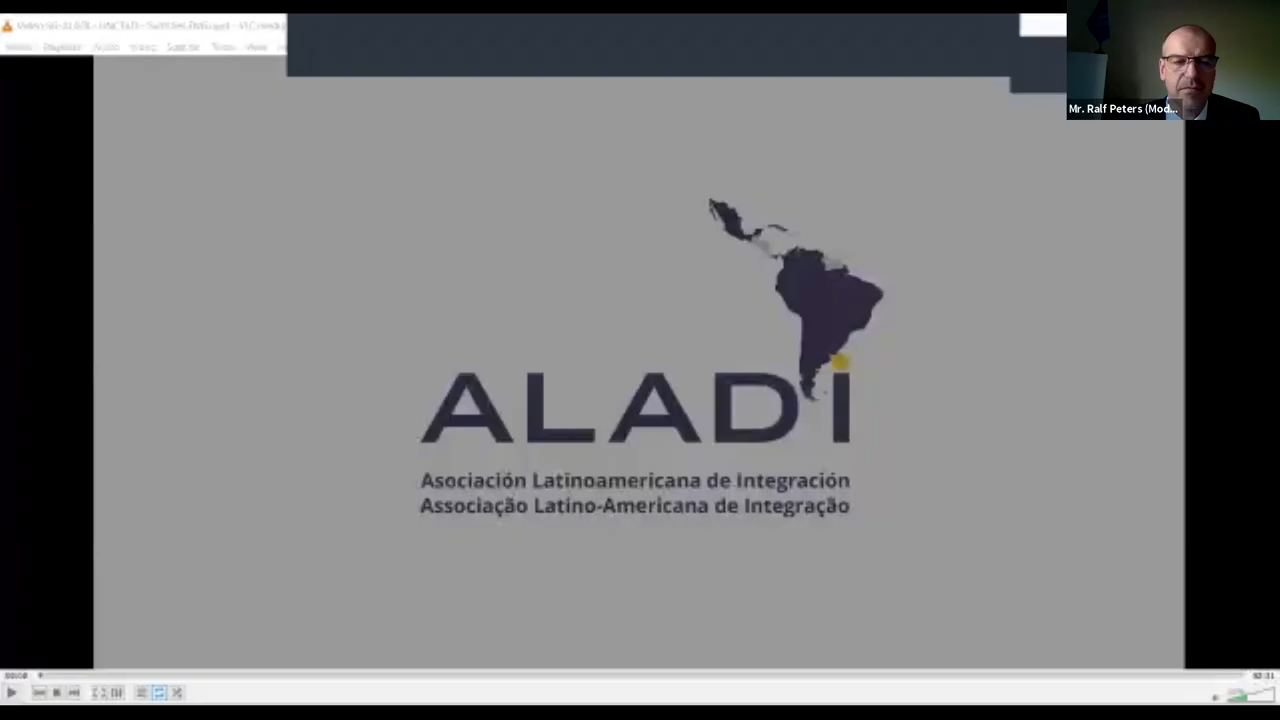 Mr. Ralf Peters (Mod...
ALADi
Asociación Latinoamericana de Integración
Associação Latino-Americana de Integração